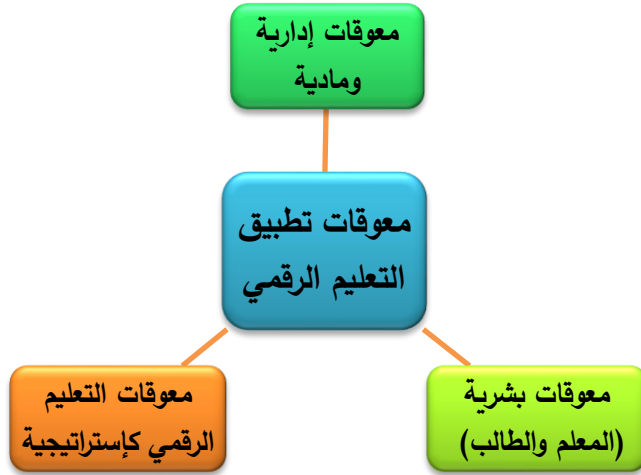 معوقات إدارية
ومادية
معوقات تطبيق
التعليم الرقمي
معوقات بشرية
(المعلم والطالب)
معوقات التعليم
الرقمي كإستراتيجية